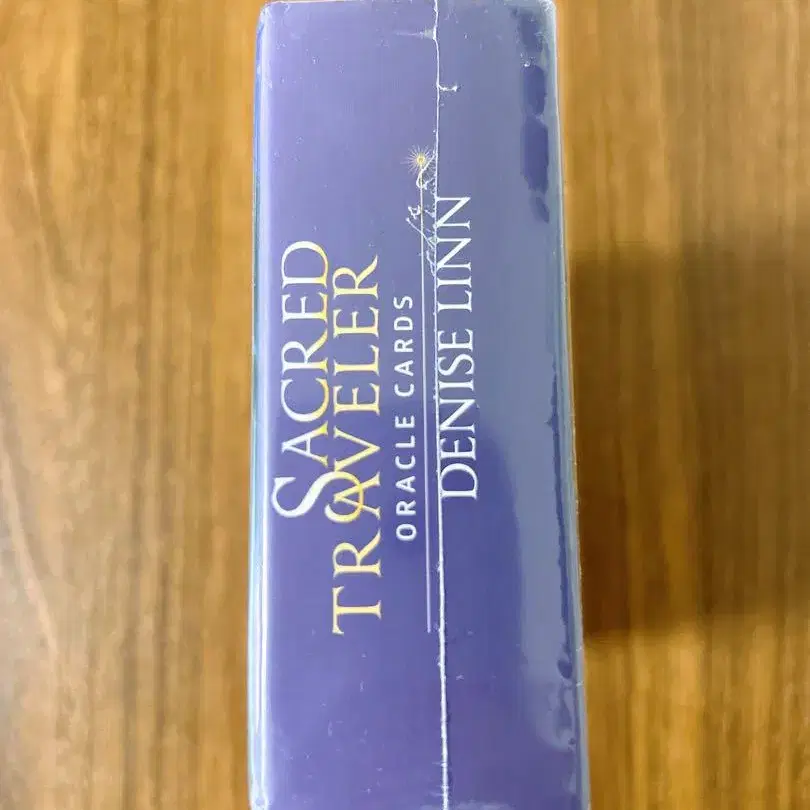 SACRED
TRAVELER
ORACLE CARDS
DENISE LINN